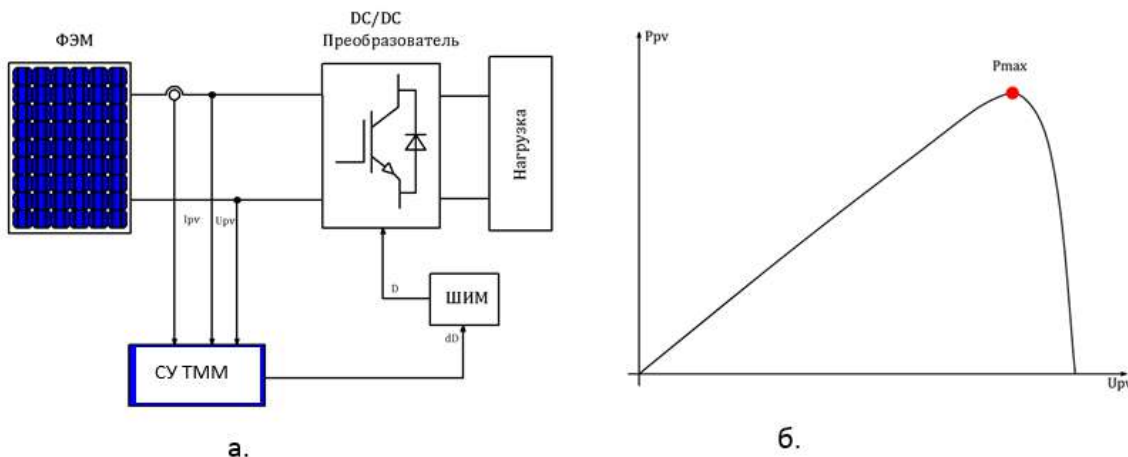 ФЭМ
DC/DC
Преобразователь
Нагрузка
Ipv
Upv
D
ШИМ
dD
СУ ТММ
а.
Ppv
Pmax
Upv
б.